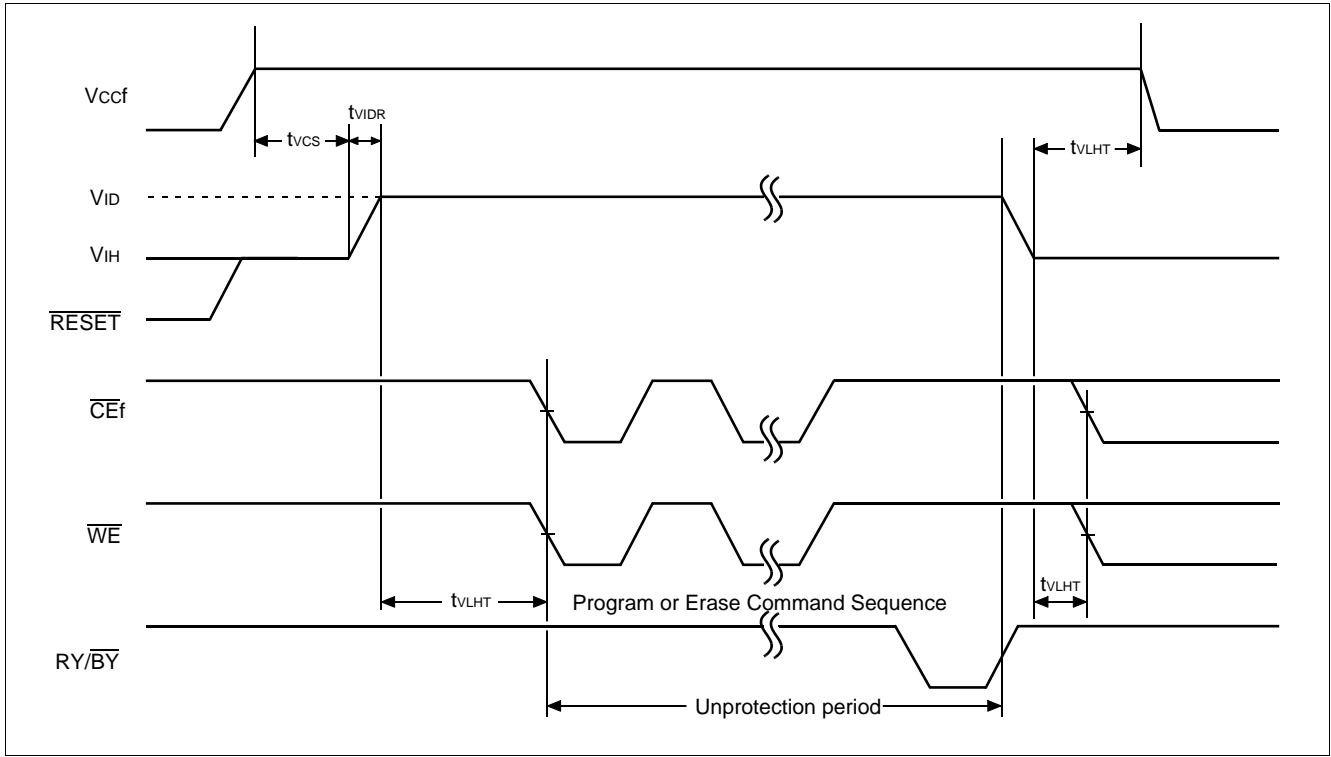 VCCf
tVCS
tVIDR
tVLHT
VID
VIH
RESET
CEf
WE
tVLHT
Program or Erase Command Sequence
tVLHT
RY/BY
Unprotection period